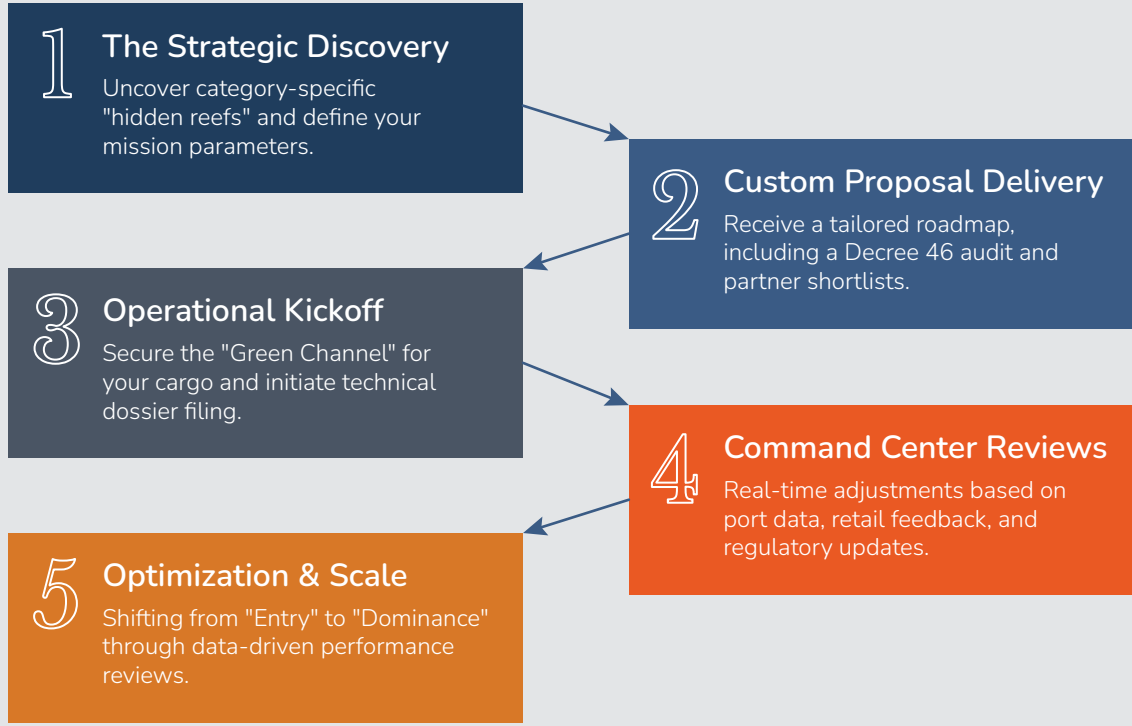 1
The Strategic Discovery
Uncover category-specific
"hidden reefs" and define your
mission parameters.
2
Custom Proposal Delivery
Receive a tailored roadmap,
including a Decree 46 audit and
partner shortlists.
3
Operational Kickoff
Secure the "Green Channel" for
your cargo and initiate technical
dossier filing.
4
Command Center Reviews
Real-time adjustments based on
port data, retail feedback, and
regulatory updates.
5
Optimization & Scale
Shifting from "Entry" to "Dominance"
through data-driven performance
reviews.